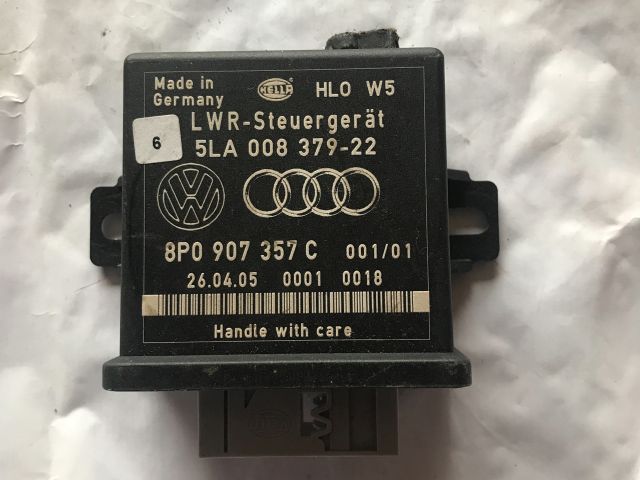 Made in
Germany
HELLA
HLO W5
LWR-Steuergerät
6
5LA 008 379-22
8P0 907 357 C 001/01
26.04.05 0001 0018
Handle with care